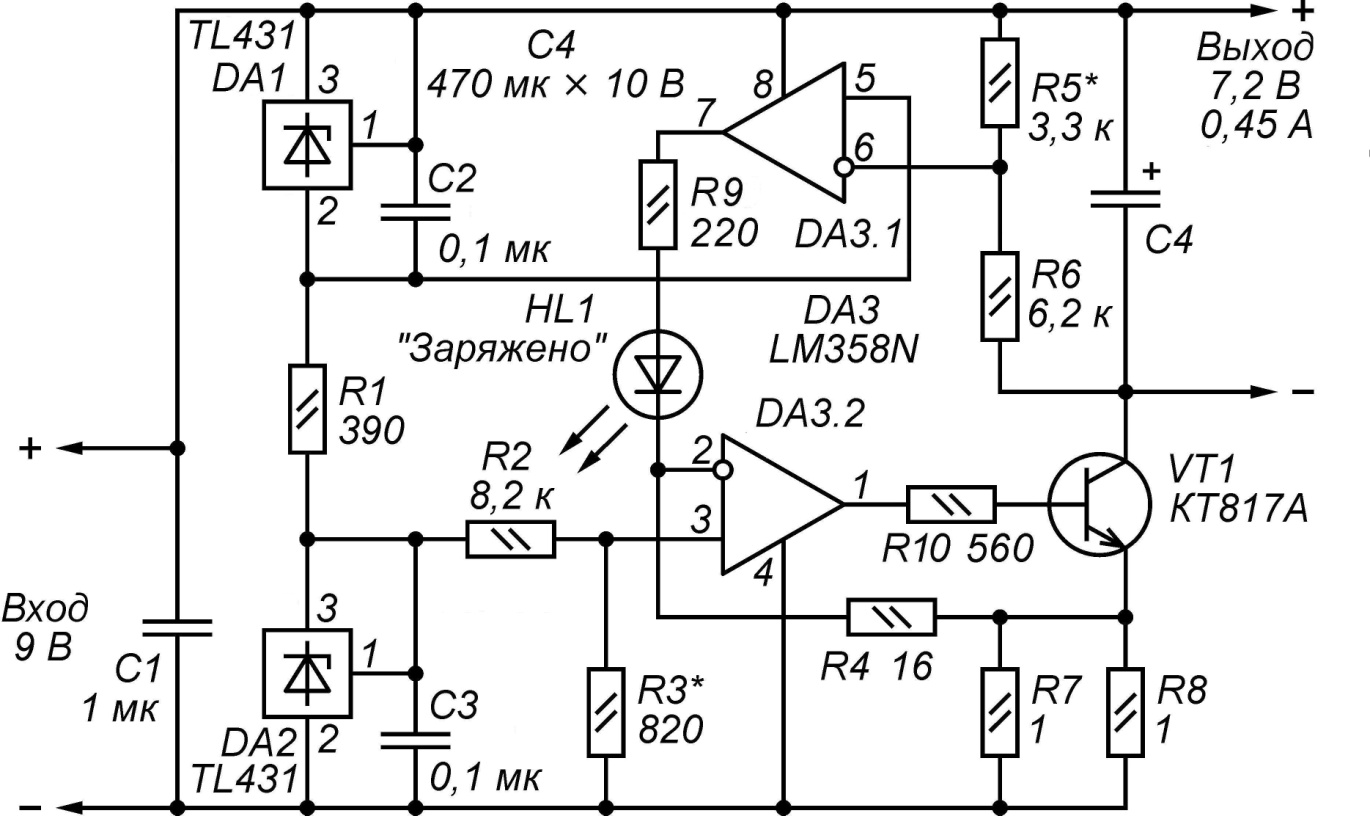 TL431
DA1
3
1
2
C2
0,1 мк
C4
470 мк × 10 В
7
8
5
6
R9
220
DA3.1
R5*
3,3 к
+
Выход
7,2 В
0,45 А
+
C4
R6
6,2 к
−
HL1
"Заряжено"
DA3
LM358N
DA3.2
R1
390
+
R2
8,2 к
2
3
1
4
R10 560
VT1
КТ817А
Вход
9 В
C1
1 мк
3
1
2
DA2
TL431
C3
0,1 мк
R3*
820
R4 16
R7
1
R8
1
−